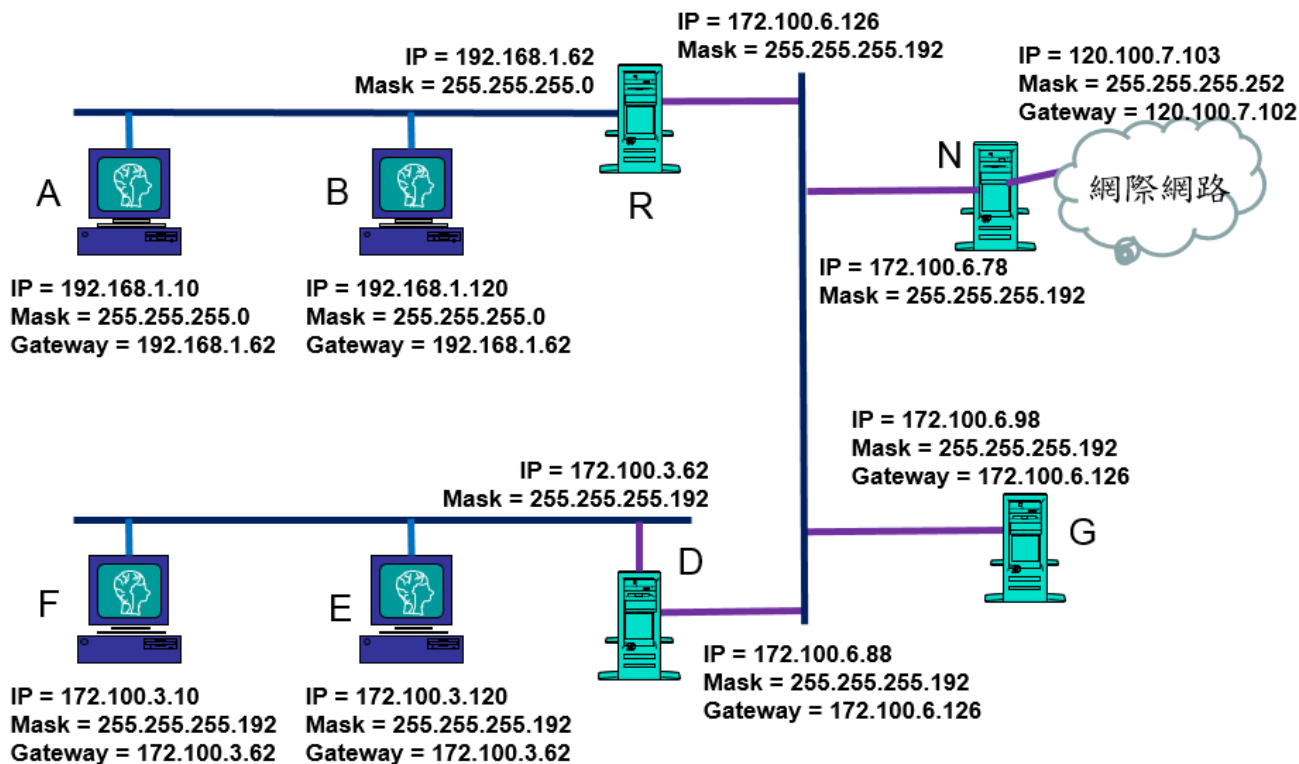 IP = 172.100.6.126
Mask = 255.255.255.192
IP = 192.168.1.62
Mask = 255.255.255.0
IP = 120.100.7.103
Mask = 255.255.255.252
Gateway = 120.100.7.102
A
B
R
N
網際網路
IP = 192.168.1.10
Mask = 255.255.255.0
Gateway = 192.168.1.62
IP = 192.168.1.120
Mask = 255.255.255.0
Gateway = 192.168.1.62
IP = 172.100.6.78
Mask = 255.255.255.192
IP = 172.100.6.98
Mask = 255.255.255.192
Gateway = 172.100.6.126
IP = 172.100.3.62
Mask = 255.255.255.192
F
E
D
G
IP = 172.100.3.10
Mask = 255.255.255.192
Gateway = 172.100.3.62
IP = 172.100.3.120
Mask = 255.255.255.192
Gateway = 172.100.3.62
IP = 172.100.6.88
Mask = 255.255.255.192
Gateway = 172.100.6.126